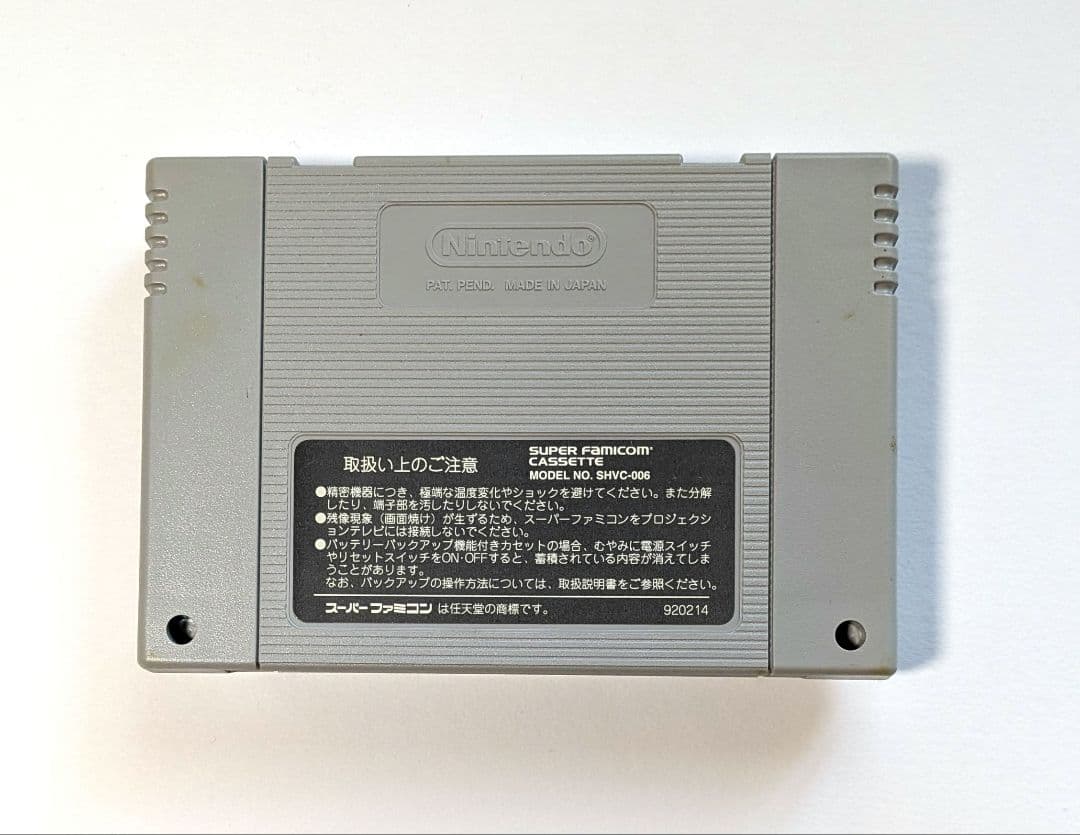 Nintendo®
PAT. PEND. MADE IN JAPAN
取扱い上のご注意
SUPER FAMICOM
CASSETTE
MODEL NO. SHVC-006
●精密機器につき、極端な温度変化やショックを避けてください。また分解
したり、端子部を汚したりしないでください。
●残像現象（画面焼け）が生ずるため、スーパーファミコンをプロジェクシ
ョンテレビには接続しないでください。
●バッテリーバックアップ機能付きカセットの場合、むやみに電源スイッチ
やリセットスイッチをON·OFFすると、蓄積されている内容が消えてしま
うことがあります。
なお、バックアップの操作方法については、取扱説明書をご参照ください。
スーパーファミコン は任天堂の商標です。 920214